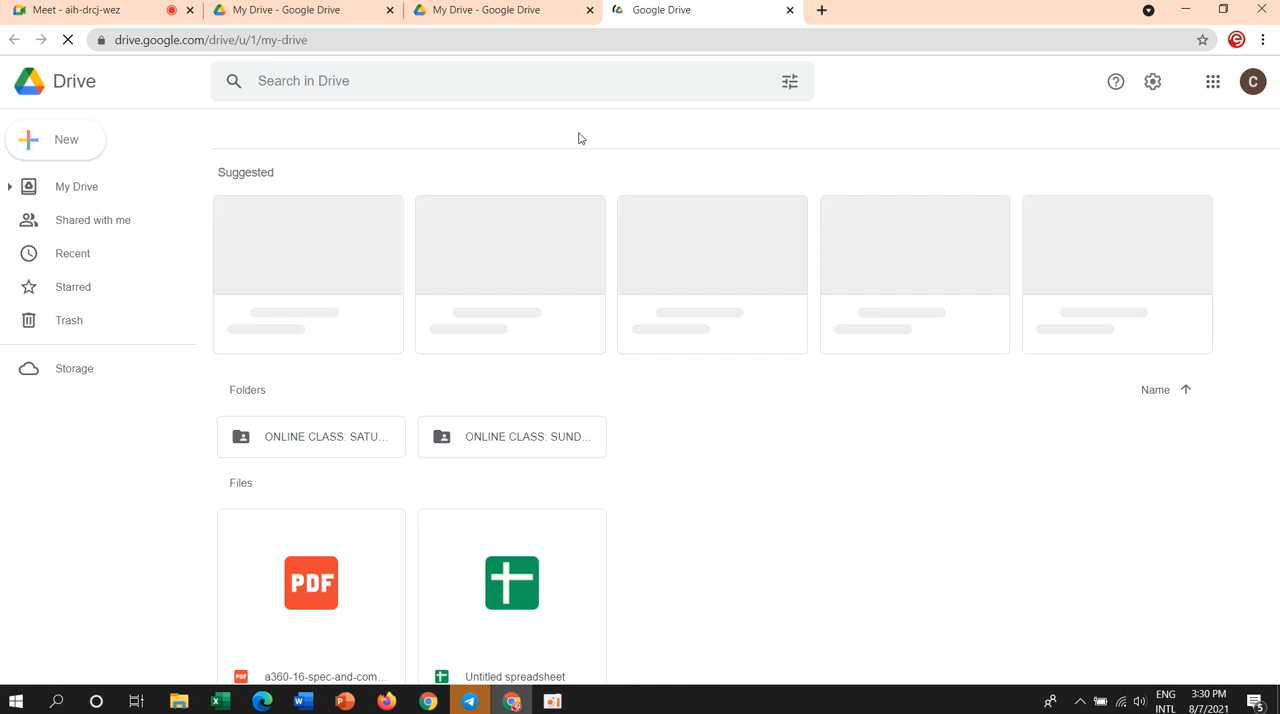 Meet - aih-drcj-wez
My Drive - Google Drive
My Drive - Google Drive
Google Drive
drive.google.com/drive/u/1/my-drive
Drive
Search in Drive
C
New
My Drive
Shared with me
Recent
Starred
Trash
Storage
Suggested
Folders
Name
ONLINE CLASS: SATU...
ONLINE CLASS: SUND...
Files
PDF
a360-16-spec-and-com...
Untitled spreadsheet
ENG
INTL
3:30 PM
8/7/2021
5